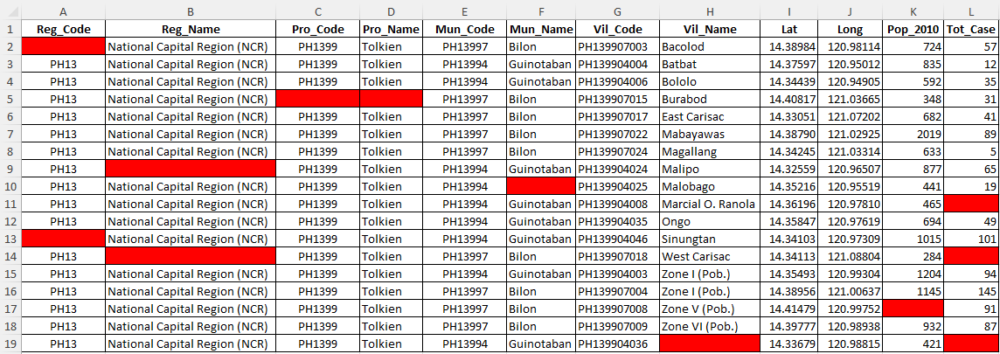 A B C D E F G H I J K L
1 Reg_Code Reg_Name Pro_Code Pro_Name Mun_Code Mun_Name Vil_Code Vil_Name Lat Long Pop_2010 Tot_Case
2 National Capital Region (NCR) PH1399 Tolkien PH13997 Bilon PH139907003 Bacolod 14.38984 120.98114 724 57
3 PH13 National Capital Region (NCR) PH1399 Tolkien PH13994 Guinotaban PH139904004 Batbat 14.37597 120.95012 835 12
4 PH13 National Capital Region (NCR) PH1399 Tolkien PH13994 Guinotaban PH139904006 Bololo 14.34439 120.94905 592 35
5 PH13 National Capital Region (NCR) PH13997 Bilon PH139907015 Burabod 14.40817 121.03665 348 31
6 PH13 National Capital Region (NCR) PH1399 Tolkien PH13997 Bilon PH139907017 East Carisac 14.33051 121.07202 682 41
7 PH13 National Capital Region (NCR) PH1399 Tolkien PH13997 Bilon PH139907022 Mabayawas 14.38790 121.02925 2019 89
8 PH13 National Capital Region (NCR) PH1399 Tolkien PH13997 Bilon PH139907024 Magallang 14.34245 121.03314 633 5
9 PH13 PH1399 Tolkien PH13994 Guinotaban PH139904024 Malipo 14.32559 120.96507 877 65
10 PH13 National Capital Region (NCR) PH1399 Tolkien PH13994 PH139904025 Malobago 14.35216 120.95519 441 19
11 PH13 National Capital Region (NCR) PH1399 Tolkien PH13994 Guinotaban PH139904008 Marcial O. Ranola 14.36196 120.97810 465
12 PH13 National Capital Region (NCR) PH1399 Tolkien PH13994 Guinotaban PH139904035 Ongo 14.35847 120.97619 694 49
13 National Capital Region (NCR) PH1399 Tolkien PH13994 Guinotaban PH139904046 Sinungtan 14.34103 120.97309 1015 101
14 PH13 PH1399 Tolkien PH13997 Bilon PH139907018 West Carisac 14.34113 121.08804 284
15 PH13 National Capital Region (NCR) PH1399 Tolkien PH13994 Guinotaban PH139904003 Zone I (Pob.) 14.35493 120.99304 1204 94
16 PH13 National Capital Region (NCR) PH1399 Tolkien PH13997 Bilon PH139907004 Zone I (Pob.) 14.38956 121.00637 1145 145
17 PH13 National Capital Region (NCR) PH1399 Tolkien PH13997 Bilon PH139907008 Zone V (Pob.) 14.41479 120.99752 91
18 PH13 National Capital Region (NCR) PH1399 Tolkien PH13997 Bilon PH139907009 Zone VI (Pob.) 14.39777 120.98938 932 87
19 PH13 National Capital Region (NCR) PH1399 Tolkien PH13994 Guinotaban PH139904036 14.33679 120.98815 421